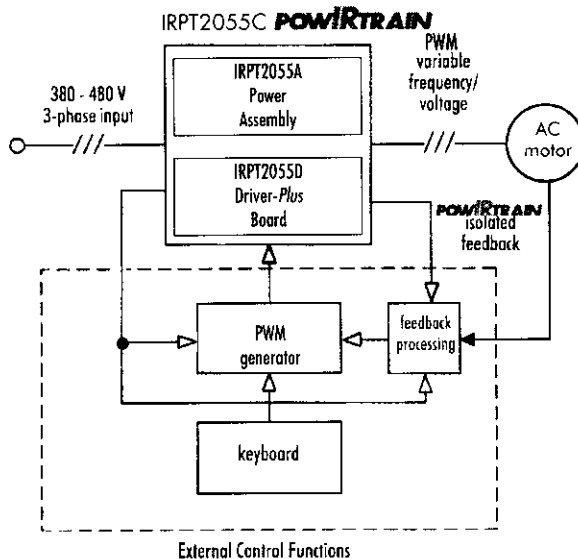 IRPT2055C POWIRTRAIN
IRPT2055A
Power
Assembly
IRPT2055D
Driver-Plus
Board
380 - 480 V
3-phase input
PWM
variable
frequency/
voltage
AC
motor
POWIRTRAIN
isolated
feedback
PWM
generator
feedback
processing
keyboard
External Control Functions